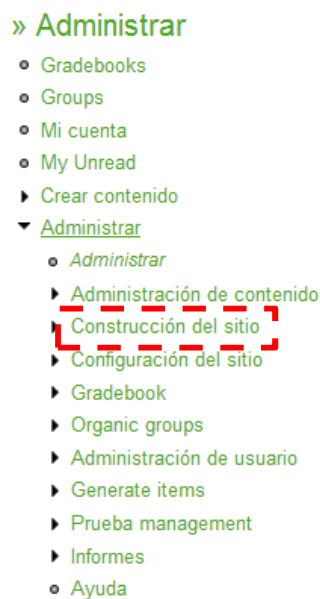 » Administrar
Gradebooks
Groups
Mi cuenta
My Unread
Crear contenido
Administrar
Administrar
Administración de contenido
Construcción del sitio
Configuración del sitio
Gradebook
Organic groups
Administración de usuario
Generate items
Prueba management
Informes
Ayuda